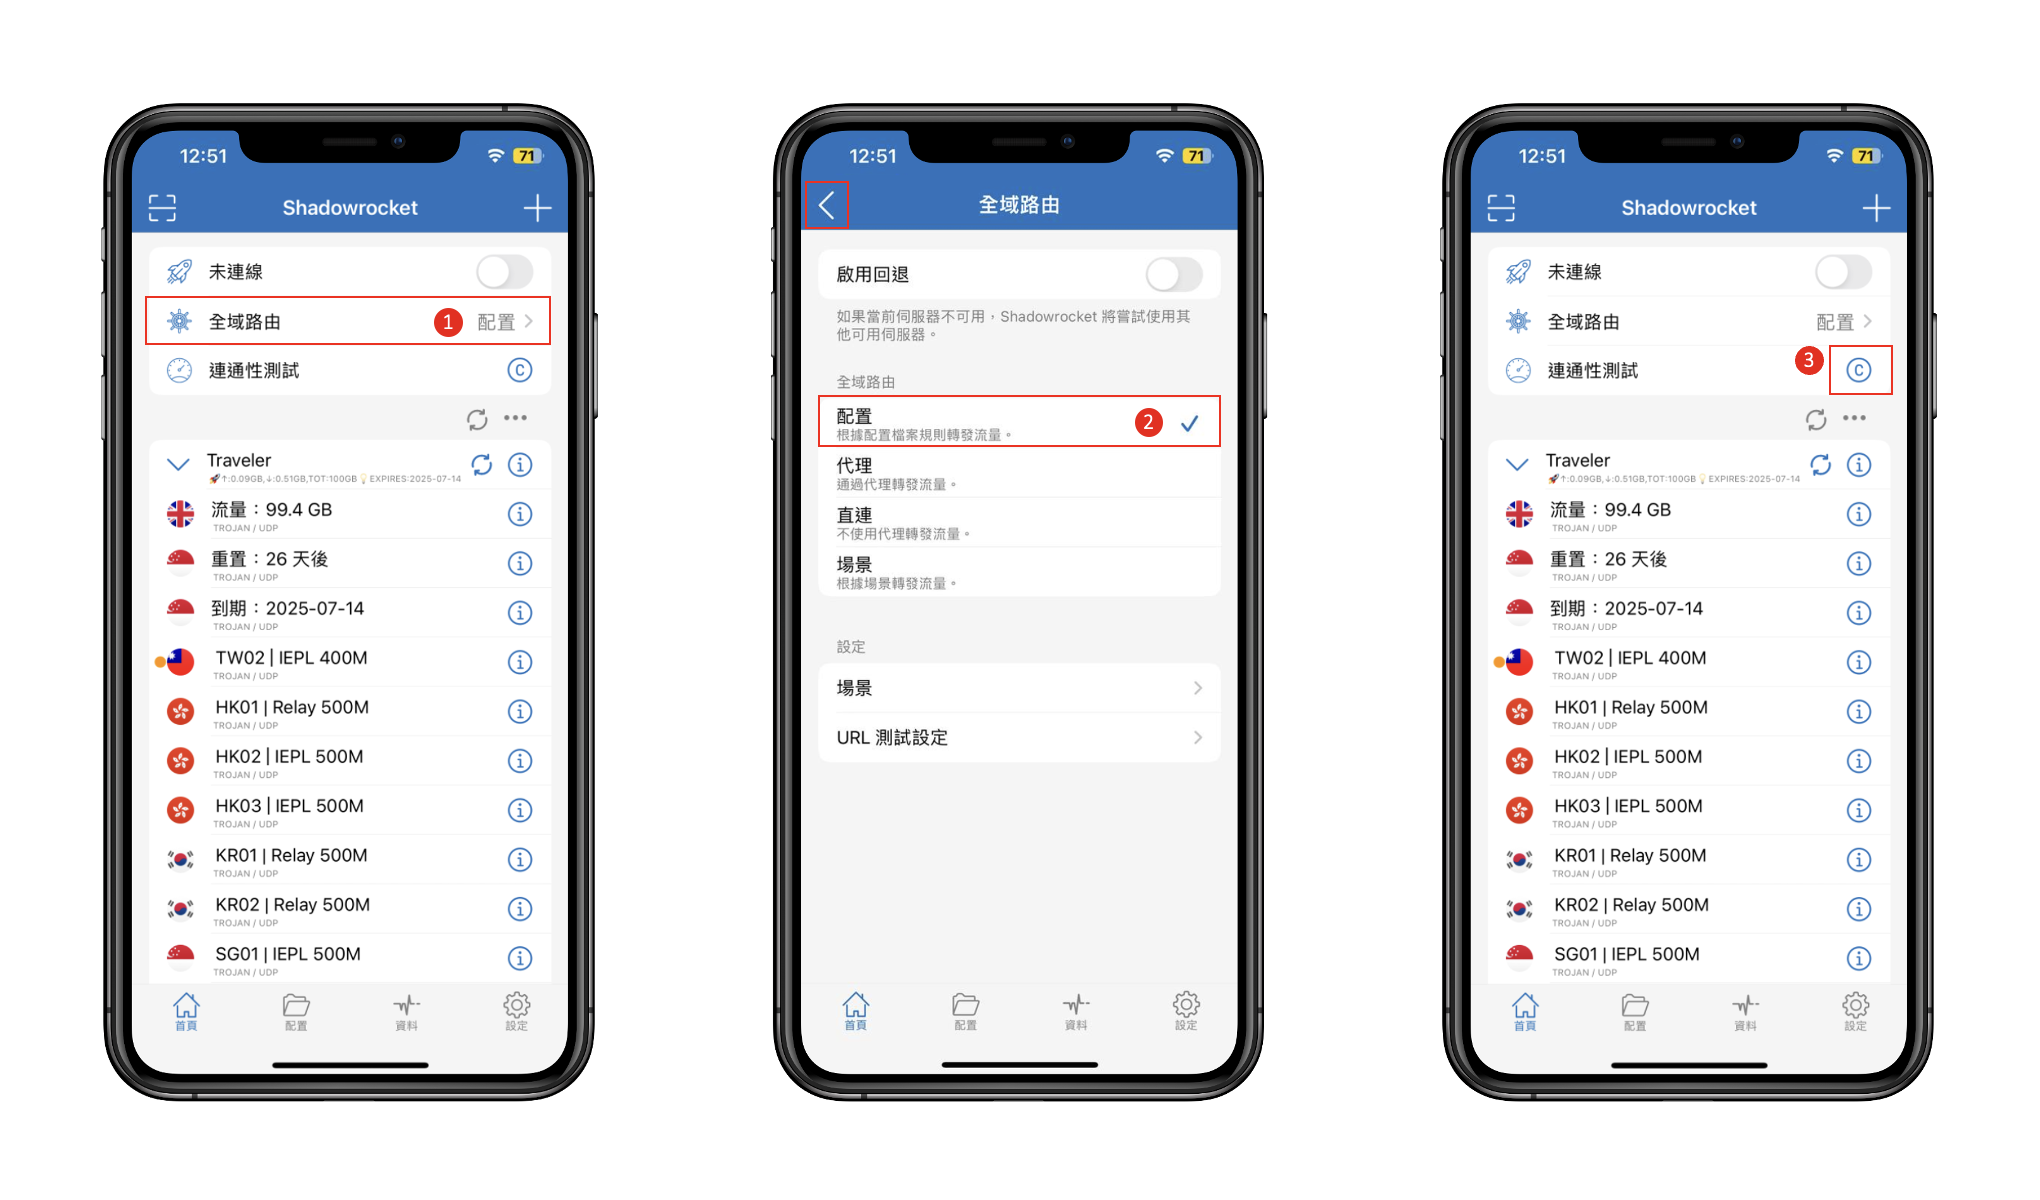 12:51
71
Shadowrocket
未連線
全域路由
1
配置
連通性測試
C
Traveler
🚀↑:0.09GB,↓:0.51GB,TOT:100GB💡EXPIRES:2025-07-14
流量：99.4 GB
TROJAN / UDP
重置：26 天後
TROJAN / UDP
到期：2025-07-14
TROJAN / UDP
TW02 | IEPL 400M
TROJAN / UDP
HK01 | Relay 500M
TROJAN / UDP
HK02 | IEPL 500M
TROJAN / UDP
HK03 | IEPL 500M
TROJAN / UDP
KR01 | Relay 500M
TROJAN / UDP
KR02 | Relay 500M
TROJAN / UDP
SG01 | IEPL 500M
TROJAN / UDP
首頁
配置
資料
設定
12:51
71
全域路由
啟用回退
如果當前伺服器不可用，Shadowrocket 將嘗試使用其
他可用伺服器。
全域路由
配置
根據配置檔案規則轉發流量。
2
代理
通過代理轉發流量。
直連
不使用代理轉發流量。
場景
根據場景轉發流量。
設定
場景
URL 測試設定
首頁
配置
資料
設定
12:51
71
Shadowrocket
未連線
全域路由
配置
連通性測試
3
C
Traveler
🚀↑:0.09GB,↓:0.51GB,TOT:100GB💡EXPIRES:2025-07-14
流量：99.4 GB
TROJAN / UDP
重置：26 天後
TROJAN / UDP
到期：2025-07-14
TROJAN / UDP
TW02 | IEPL 400M
TROJAN / UDP
HK01 | Relay 500M
TROJAN / UDP
HK02 | IEPL 500M
TROJAN / UDP
HK03 | IEPL 500M
TROJAN / UDP
KR01 | Relay 500M
TROJAN / UDP
KR02 | Relay 500M
TROJAN / UDP
SG01 | IEPL 500M
TROJAN / UDP
首頁
配置
資料
設定